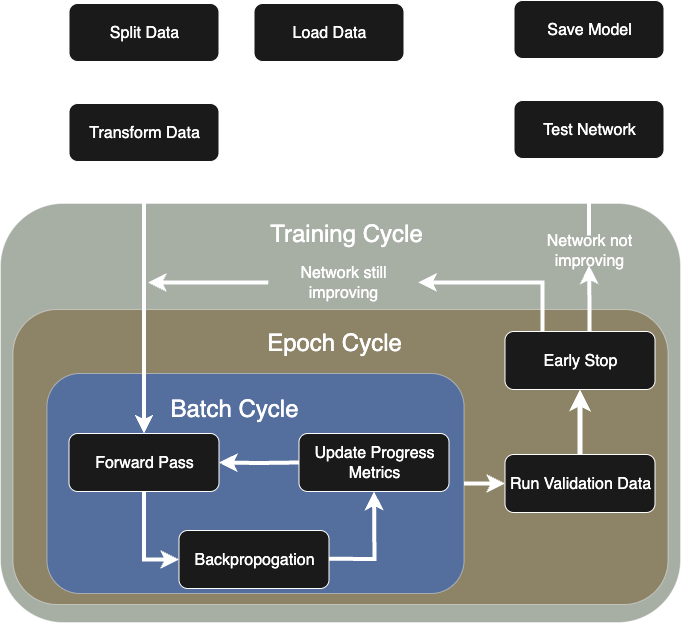 Split Data
Load Data
Save Model
Transform Data
Test Network
Training Cycle
Network not
improving
Network still
improving
Epoch Cycle
Early Stop
Batch Cycle
Forward Pass
Update Progress
Metrics
Run Validation Data
Backpropogation